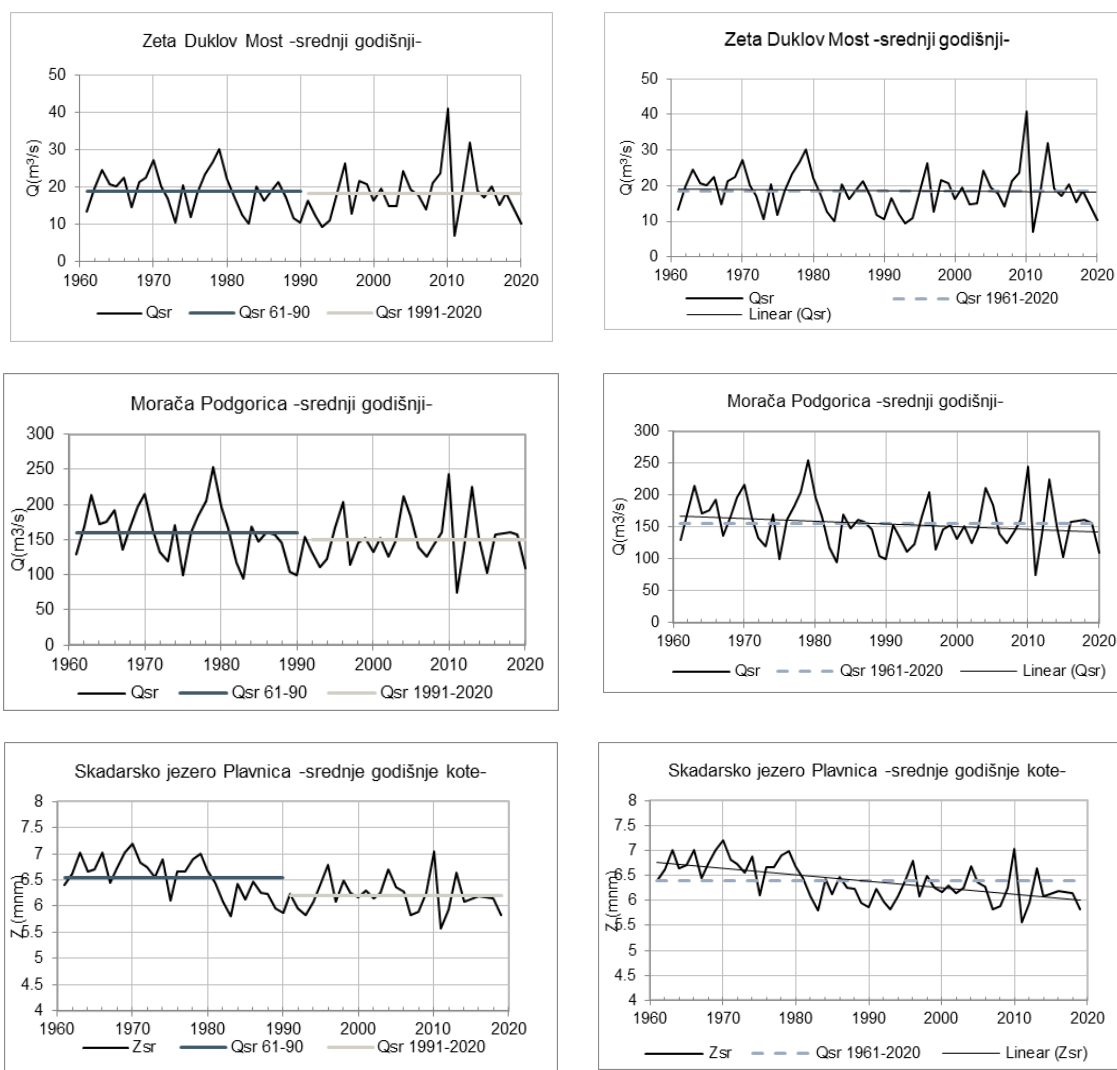 Zeta Duklov Most -srednji godišnji-
Q(m³/s)
50
40
30
20
10
0
1960 1970 1980 1990 2000 2010 2020
Qsr Qsr 61-90 Qsr 1991-2020
Zeta Duklov Most -srednji godišnji-
Q(m³/s)
50
40
30
20
10
0
1960 1970 1980 1990 2000 2010 2020
Qsr Qsr 1961-2020
Linear (Qsr)
Morača Podgorica -srednji godišnji-
Q(m3/s)
300
250
200
150
100
50
0
1960 1970 1980 1990 2000 2010 2020
Qsr Qsr 61-90 Qsr 1991-2020
Morača Podgorica -srednji godišnji-
Q(m3/s)
300
250
200
150
100
50
0
1960 1970 1980 1990 2000 2010 2020
Qsr Qsr 1961-2020 Linear (Qsr)
Skadarsko jezero Plavnica -srednje godišnje kote-
Z (mnm)
8
7.5
7
6.5
6
5.5
5
4.5
4
1960 1970 1980 1990 2000 2010 2020
Zsr Qsr 61-90 Qsr 1991-2020
Skadarsko jezero Plavnica -srednje godišnje kote-
Z (mnm)
8
7.5
7
6.5
6
5.5
5
4.5
4
1960 1970 1980 1990 2000 2010 2020
Zsr Qsr 1961-2020 Linear (Zsr)